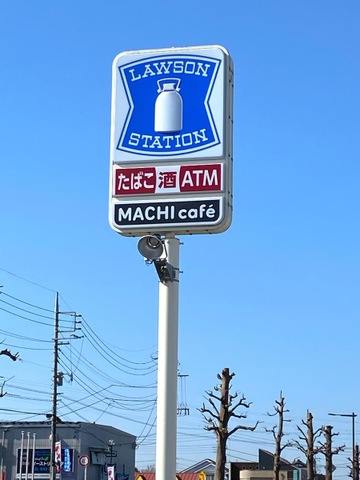 LAWSON
STATION
たばこ 酒 ATM
MACHI café